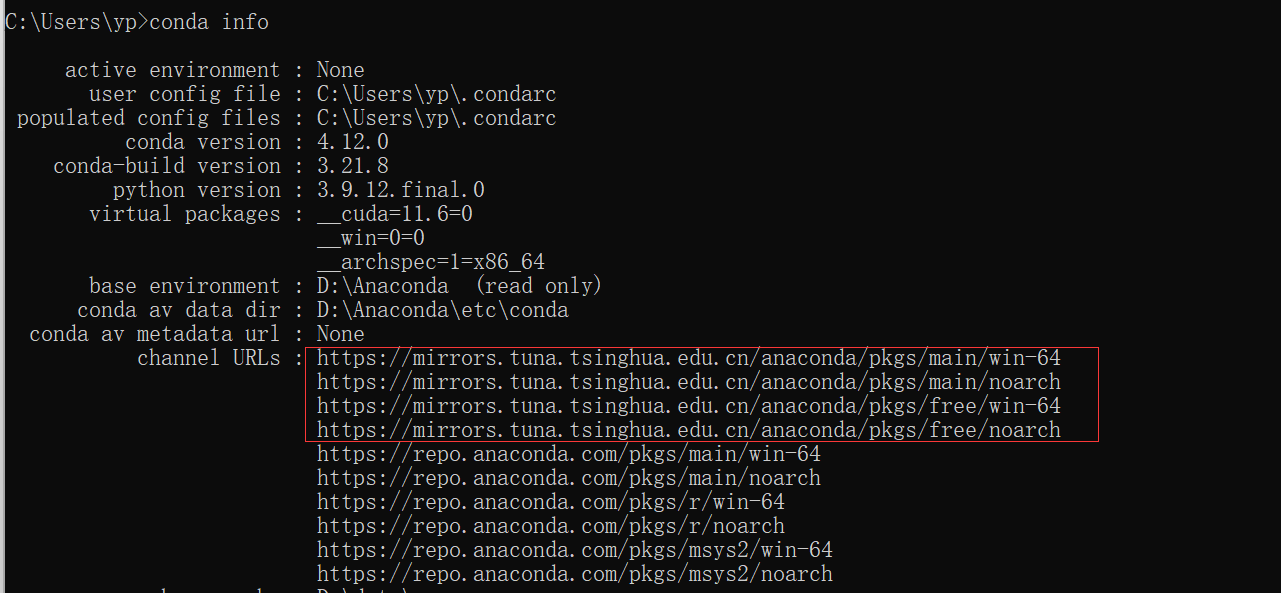 C:\Users\yp>conda info
active environment : None
user config file : C:\Users\yp\.condarc
populated config files : C:\Users\yp\.condarc
conda version : 4.12.0
conda-build version : 3.21.8
python version : 3.9.12.final.0
virtual packages : __cuda=11.6=0
__win=0=0
__archspec=1=x86_64
base environment : D:\Anaconda  (read only)
conda av data dir : D:\Anaconda\etc\conda
conda av metadata url : None
channel URLs : https://mirrors.tuna.tsinghua.edu.cn/anaconda/pkgs/main/win-64
https://mirrors.tuna.tsinghua.edu.cn/anaconda/pkgs/main/noarch
https://mirrors.tuna.tsinghua.edu.cn/anaconda/pkgs/free/win-64
https://mirrors.tuna.tsinghua.edu.cn/anaconda/pkgs/free/noarch
https://repo.anaconda.com/pkgs/main/win-64
https://repo.anaconda.com/pkgs/main/noarch
https://repo.anaconda.com/pkgs/r/win-64
https://repo.anaconda.com/pkgs/r/noarch
https://repo.anaconda.com/pkgs/msys2/win-64
https://repo.anaconda.com/pkgs/msys2/noarch